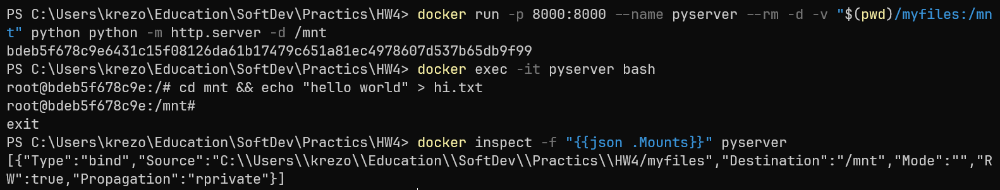 PS C:\Users\krezo\Education\SoftDev\Practics\HW4> docker run -p 8000:8000 --name pyserver --rm -d -v "$(pwd)/myfiles:/mn
t" python python -m http.server -d /mnt
bdeb5f678c9e6431c15f08126da61b17479c651a81ec4978607d537b65db9f99
PS C:\Users\krezo\Education\SoftDev\Practics\HW4> docker exec -it pyserver bash
root@bdeb5f678c9e:/# cd mnt && echo "hello world" > hi.txt
root@bdeb5f678c9e:/mnt#
exit
PS C:\Users\krezo\Education\SoftDev\Practics\HW4> docker inspect -f "{{json .Mounts}}" pyserver
[{"Type":"bind","Source":"C:\\Users\\krezo\\Education\\SoftDev\\Practics\\HW4/myfiles","Destination":"/mnt","Mode":"","R
W":true,"Propagation":"rprivate"}]